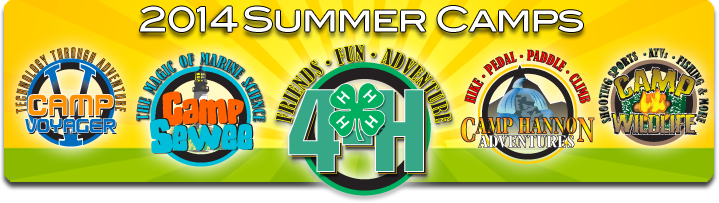 2014 SUMMER CAMPS
TECHNOLOGY THROUGH ADVENTURE
V
CAMP
VOYAGER
THE MAGIC OF MARINE SCIENCE
Camp
Sewee
FRIENDS • FUN • ADVENTURE
H H
H H
4 H
HIKE • PEDAL • PADDLE • CLIMB
CAMP HANNON
ADVENTURES
SHOOTING SPORTS • ATVs • FISHING & MORE
CAMP
WILDLIFE